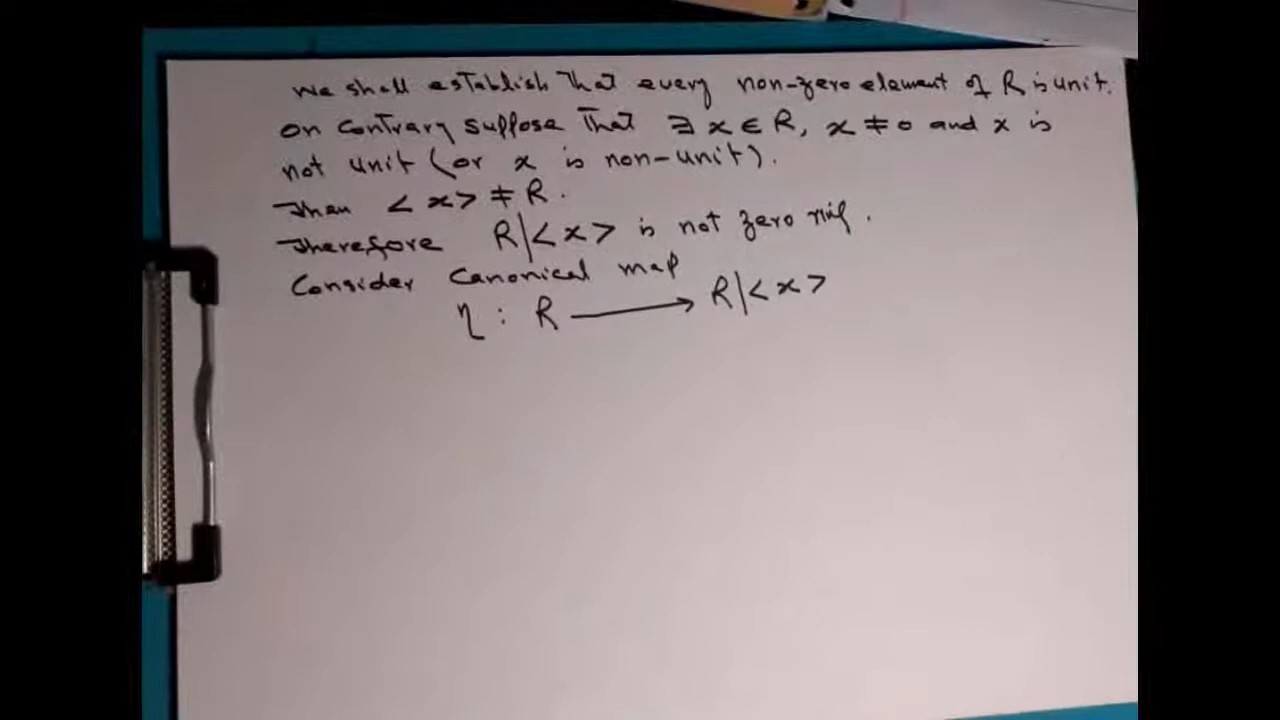 We shall establish that every non-zero element of R is unit.
On contrary suppose that ∃ x ∈ R, x ≠ 0 and x is
not unit (or x is non-unit).
Then < x > ≠ R.
Therefore R|< x > is not zero ring.
Consider canonical map
η : R ⟶ R|< x >